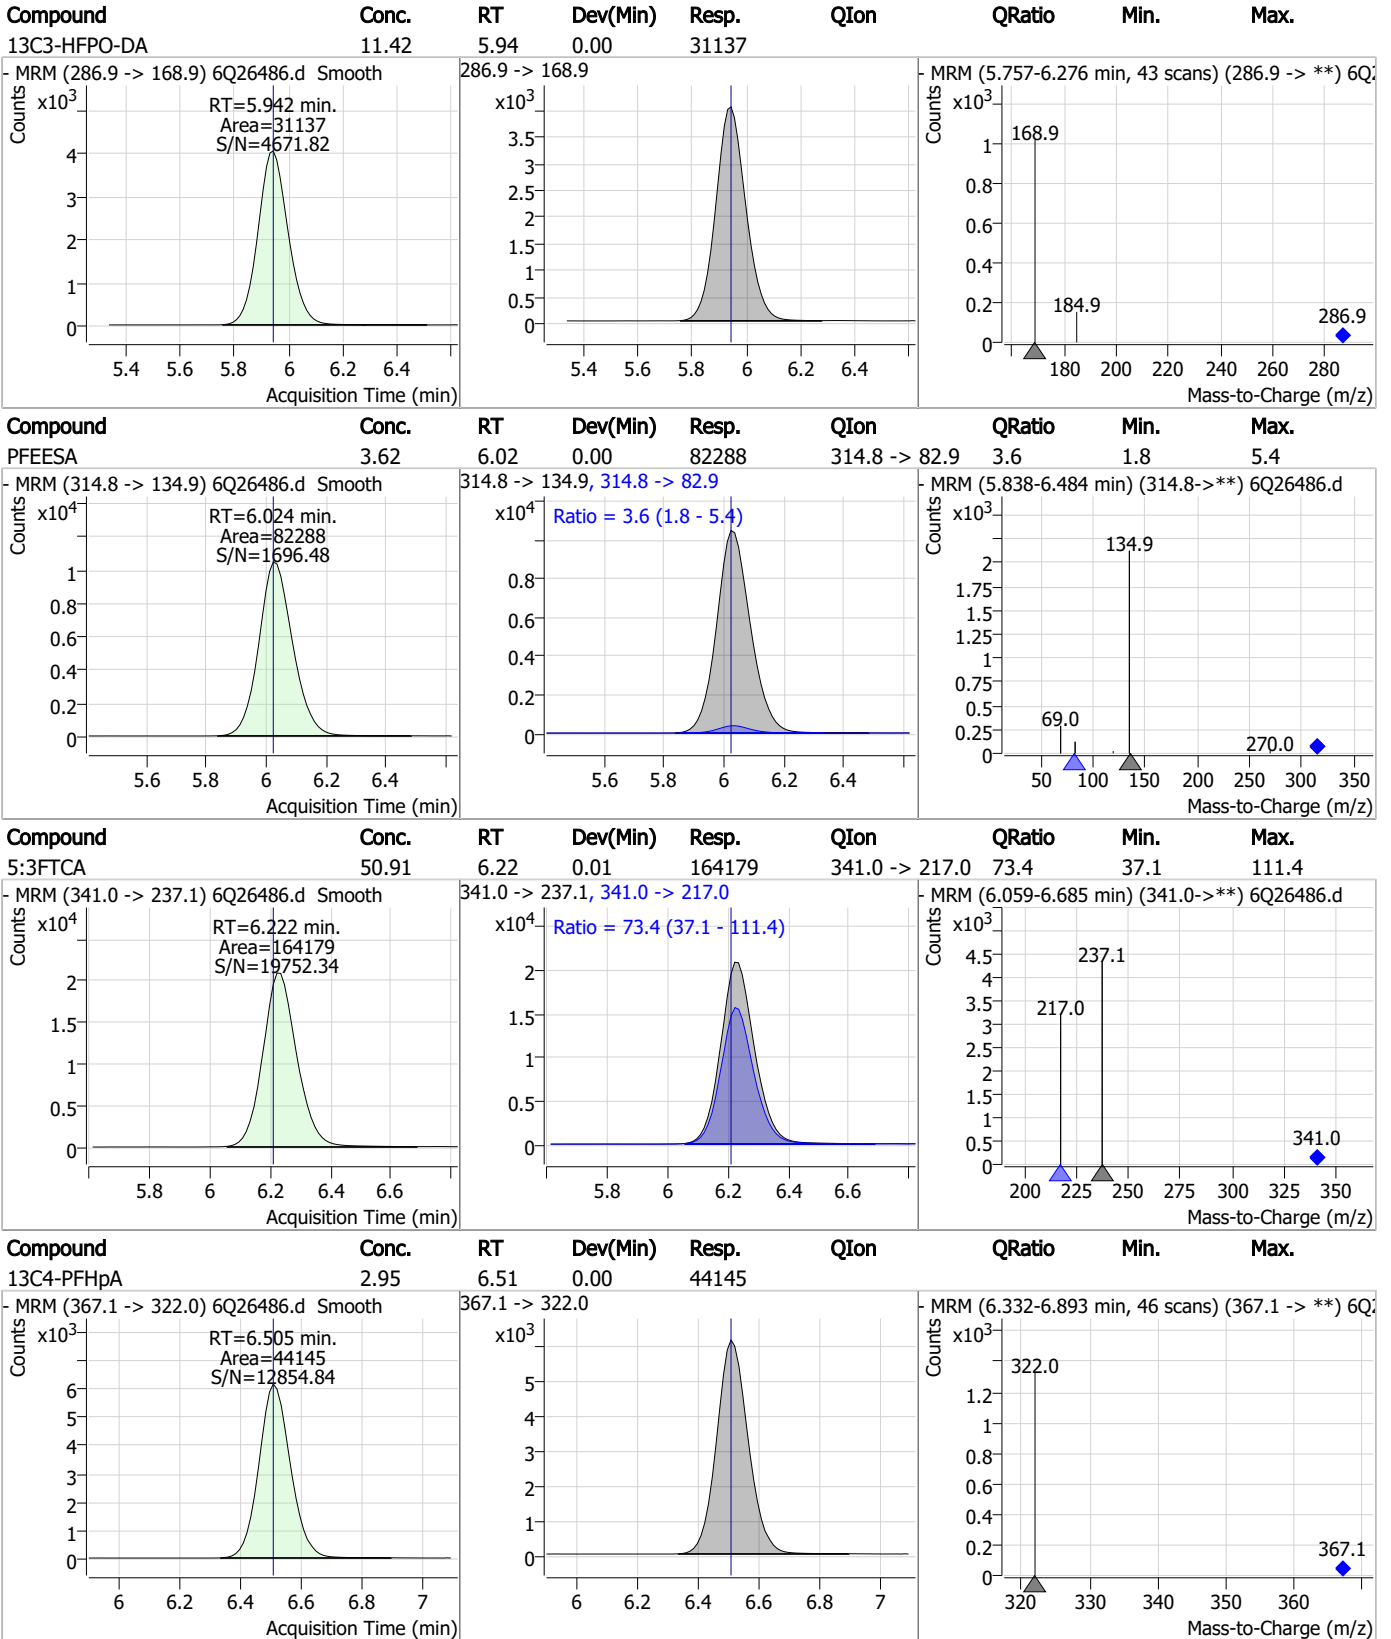 Compound Conc. RT Dev(Min) Resp. QIon QRatio Min. Max.
13C3-HFPO-DA 11.42 5.94 0.00 31137
- MRM (286.9 -> 168.9) 6Q26486.d Smooth
Counts
x10³
RT=5.942 min.
Area=31137
S/N=4671.82
4
3
2
1
0
5.4 5.6 5.8 6 6.2 6.4
Acquisition Time (min)
286.9 -> 168.9
x10³
3.5
3
2.5
2
1.5
1
0.5
0
5.4 5.6 5.8 6 6.2 6.4
- MRM (5.757-6.276 min, 43 scans) (286.9 -> **) 6Q2
Counts
x10³
168.9
184.9
286.9
1
0.8
0.6
0.4
0.2
0
180 200 220 240 260 280
Mass-to-Charge (m/z)
Compound Conc. RT Dev(Min) Resp. QIon QRatio Min. Max.
PFEESA 3.62 6.02 0.00 82288 314.8 -> 82.9 3.6 1.8 5.4
- MRM (314.8 -> 134.9) 6Q26486.d Smooth
Counts
x10⁴
RT=6.024 min.
Area=82288
S/N=1696.48
1
0.8
0.6
0.4
0.2
0
5.6 5.8 6 6.2 6.4
Acquisition Time (min)
314.8 -> 134.9, 314.8 -> 82.9
x10⁴
Ratio = 3.6 (1.8 - 5.4)
0.8
0.6
0.4
0.2
0
5.6 5.8 6 6.2 6.4
- MRM (5.838-6.484 min) (314.8->**) 6Q26486.d
Counts
x10³
134.9
69.0
270.0
2
1.75
1.5
1.25
1
0.75
0.5
0.25
0
50 100 150 200 250 300 350
Mass-to-Charge (m/z)
Compound Conc. RT Dev(Min) Resp. QIon QRatio Min. Max.
5:3FTCA 50.91 6.22 0.01 164179 341.0 -> 217.0 73.4 37.1 111.4
- MRM (341.0 -> 237.1) 6Q26486.d Smooth
Counts
x10⁴
RT=6.222 min.
Area=164179
S/N=19752.34
2
1.5
1
0.5
0
5.8 6 6.2 6.4 6.6
Acquisition Time (min)
341.0 -> 237.1, 341.0 -> 217.0
x10⁴
Ratio = 73.4 (37.1 - 111.4)
2
1.5
1
0.5
0
5.8 6 6.2 6.4 6.6
- MRM (6.059-6.685 min) (341.0->**) 6Q26486.d
Counts
x10³
237.1
217.0
341.0
4.5
4
3.5
3
2.5
2
1.5
1
0.5
0
200 225 250 275 300 325 350
Mass-to-Charge (m/z)
Compound Conc. RT Dev(Min) Resp. QIon QRatio Min. Max.
13C4-PFHpA 2.95 6.51 0.00 44145
- MRM (367.1 -> 322.0) 6Q26486.d Smooth
Counts
x10³
RT=6.505 min.
Area=44145
S/N=12854.84
6
5
4
3
2
1
0
6 6.2 6.4 6.6 6.8 7
Acquisition Time (min)
367.1 -> 322.0
x10³
5
4
3
2
1
0
6 6.2 6.4 6.6 6.8 7
- MRM (6.332-6.893 min, 46 scans) (367.1 -> **) 6Q2
Counts
x10³
322.0
367.1
1.2
1
0.8
0.6
0.4
0.2
0
320 330 340 350 360
Mass-to-Charge (m/z)